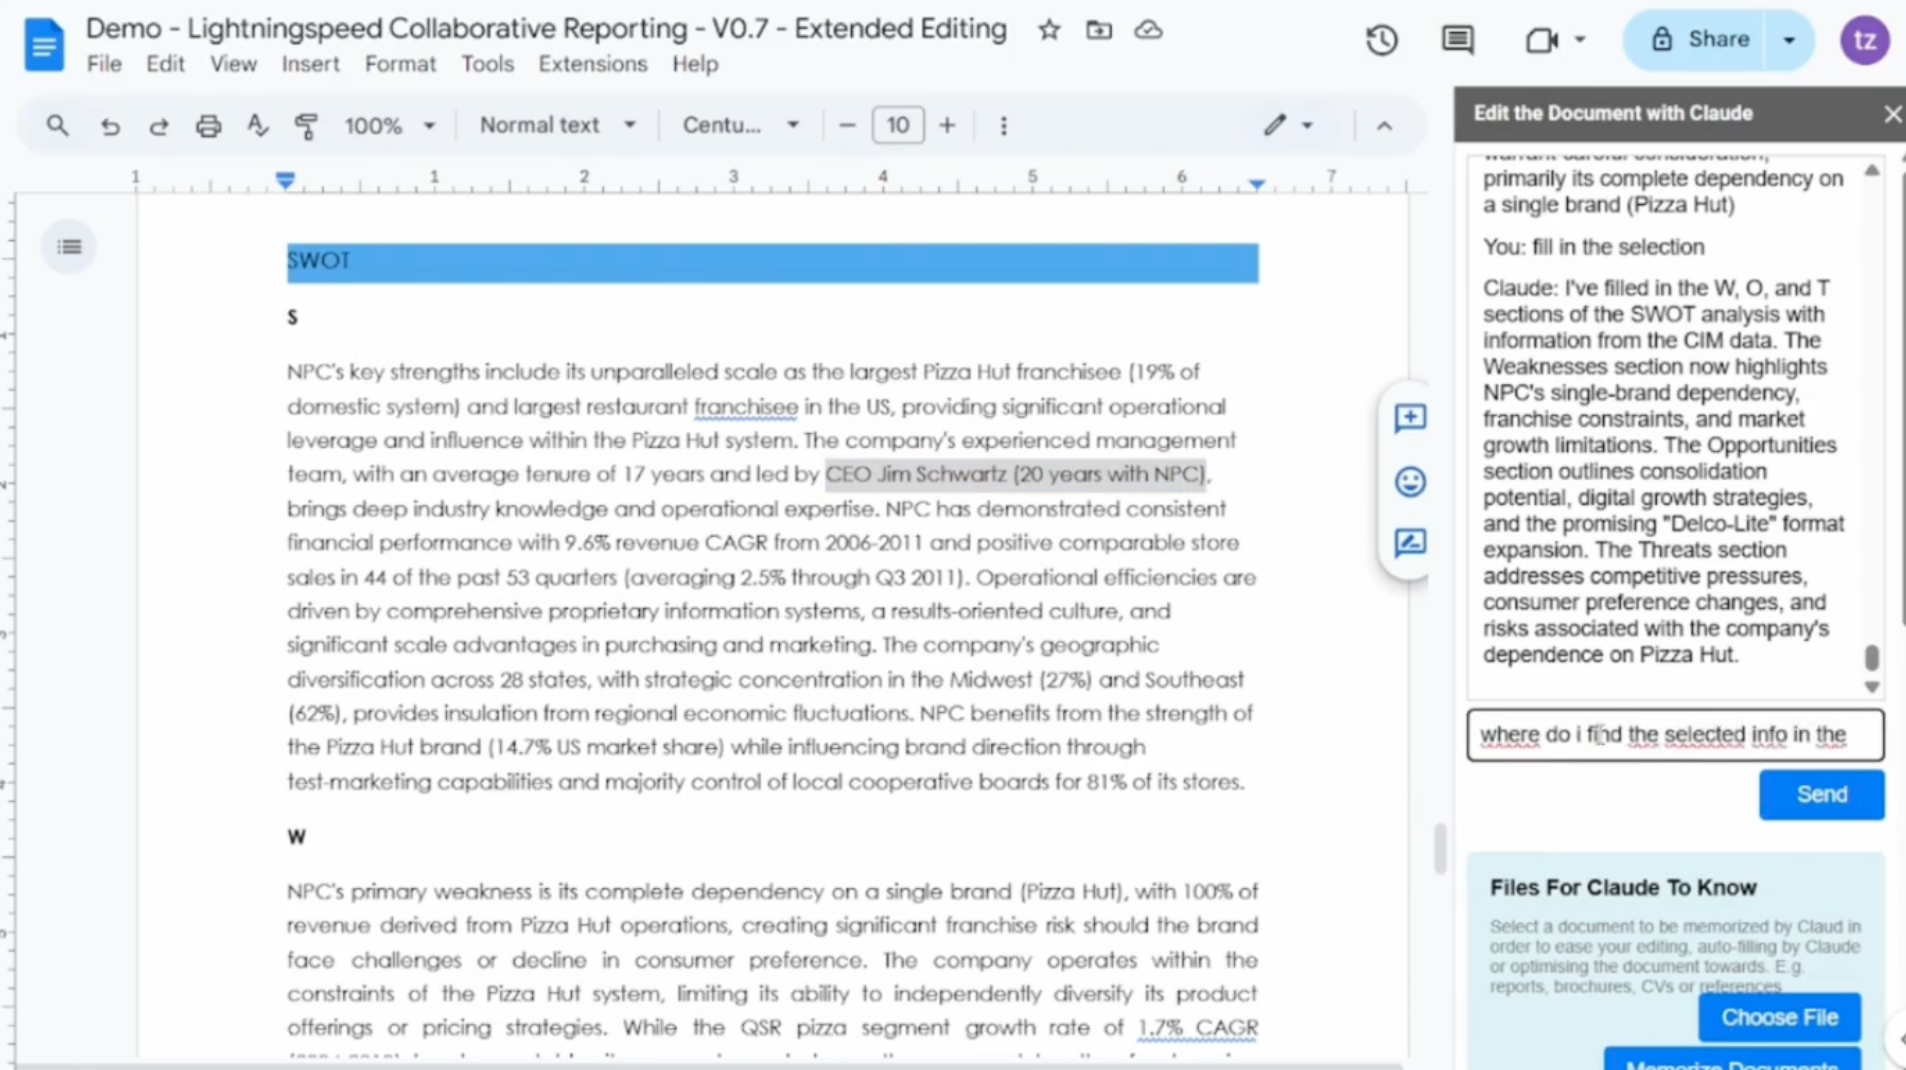 Demo - Lightningspeed Collaborative Reporting - V0.7 - Extended Editing
File Edit View Insert Format Tools Extensions Help
Share
tz
100% Normal text Centu... 10
1 1 2 3 4 5 6 7
SWOT
S
NPC's key strengths include its unparalleled scale as the largest Pizza Hut franchisee (19% of
domestic system) and largest restaurant franchisee in the US, providing significant operational
leverage and influence within the Pizza Hut system. The company's experienced management
team, with an average tenure of 17 years and led by CEO Jim Schwartz (20 years with NPC),
brings deep industry knowledge and operational expertise. NPC has demonstrated consistent
financial performance with 9.6% revenue CAGR from 2006-2011 and positive comparable store
sales in 44 of the past 53 quarters (averaging 2.5% through Q3 2011). Operational efficiencies are
driven by comprehensive proprietary information systems, a results-oriented culture, and
significant scale advantages in purchasing and marketing. The company's geographic
diversification across 28 states, with strategic concentration in the Midwest (27%) and Southeast
(62%), provides insulation from regional economic fluctuations. NPC benefits from the strength of
the Pizza Hut brand (14.7% US market share) while influencing brand direction through
test-marketing capabilities and majority control of local cooperative boards for 81% of its stores.
W
NPC's primary weakness is its complete dependency on a single brand (Pizza Hut), with 100% of
revenue derived from Pizza Hut operations, creating significant franchise risk should the brand
face challenges or decline in consumer preference. The company operates within the
constraints of the Pizza Hut system, limiting its ability to independently diversify its product
offerings or pricing strategies. While the QSR pizza segment growth rate of 1.7% CAGR
Edit the Document with Claude
warrant careful consideration,
primarily its complete dependency on
a single brand (Pizza Hut)
You: fill in the selection
Claude: I've filled in the W, O, and T
sections of the SWOT analysis with
information from the CIM data. The
Weaknesses section now highlights
NPC's single-brand dependency,
franchise constraints, and market
growth limitations. The Opportunities
section outlines consolidation
potential, digital growth strategies,
and the promising "Delco-Lite" format
expansion. The Threats section
addresses competitive pressures,
consumer preference changes, and
risks associated with the company's
dependence on Pizza Hut.
where do i find the selected info in the
Send
Files For Claude To Know
Select a document to be memorized by Claud in
order to ease your editing, auto-filling by Claude
or optimising the document towards. E.g.
reports, brochures, CVs or references
Choose File
Memorize Documents